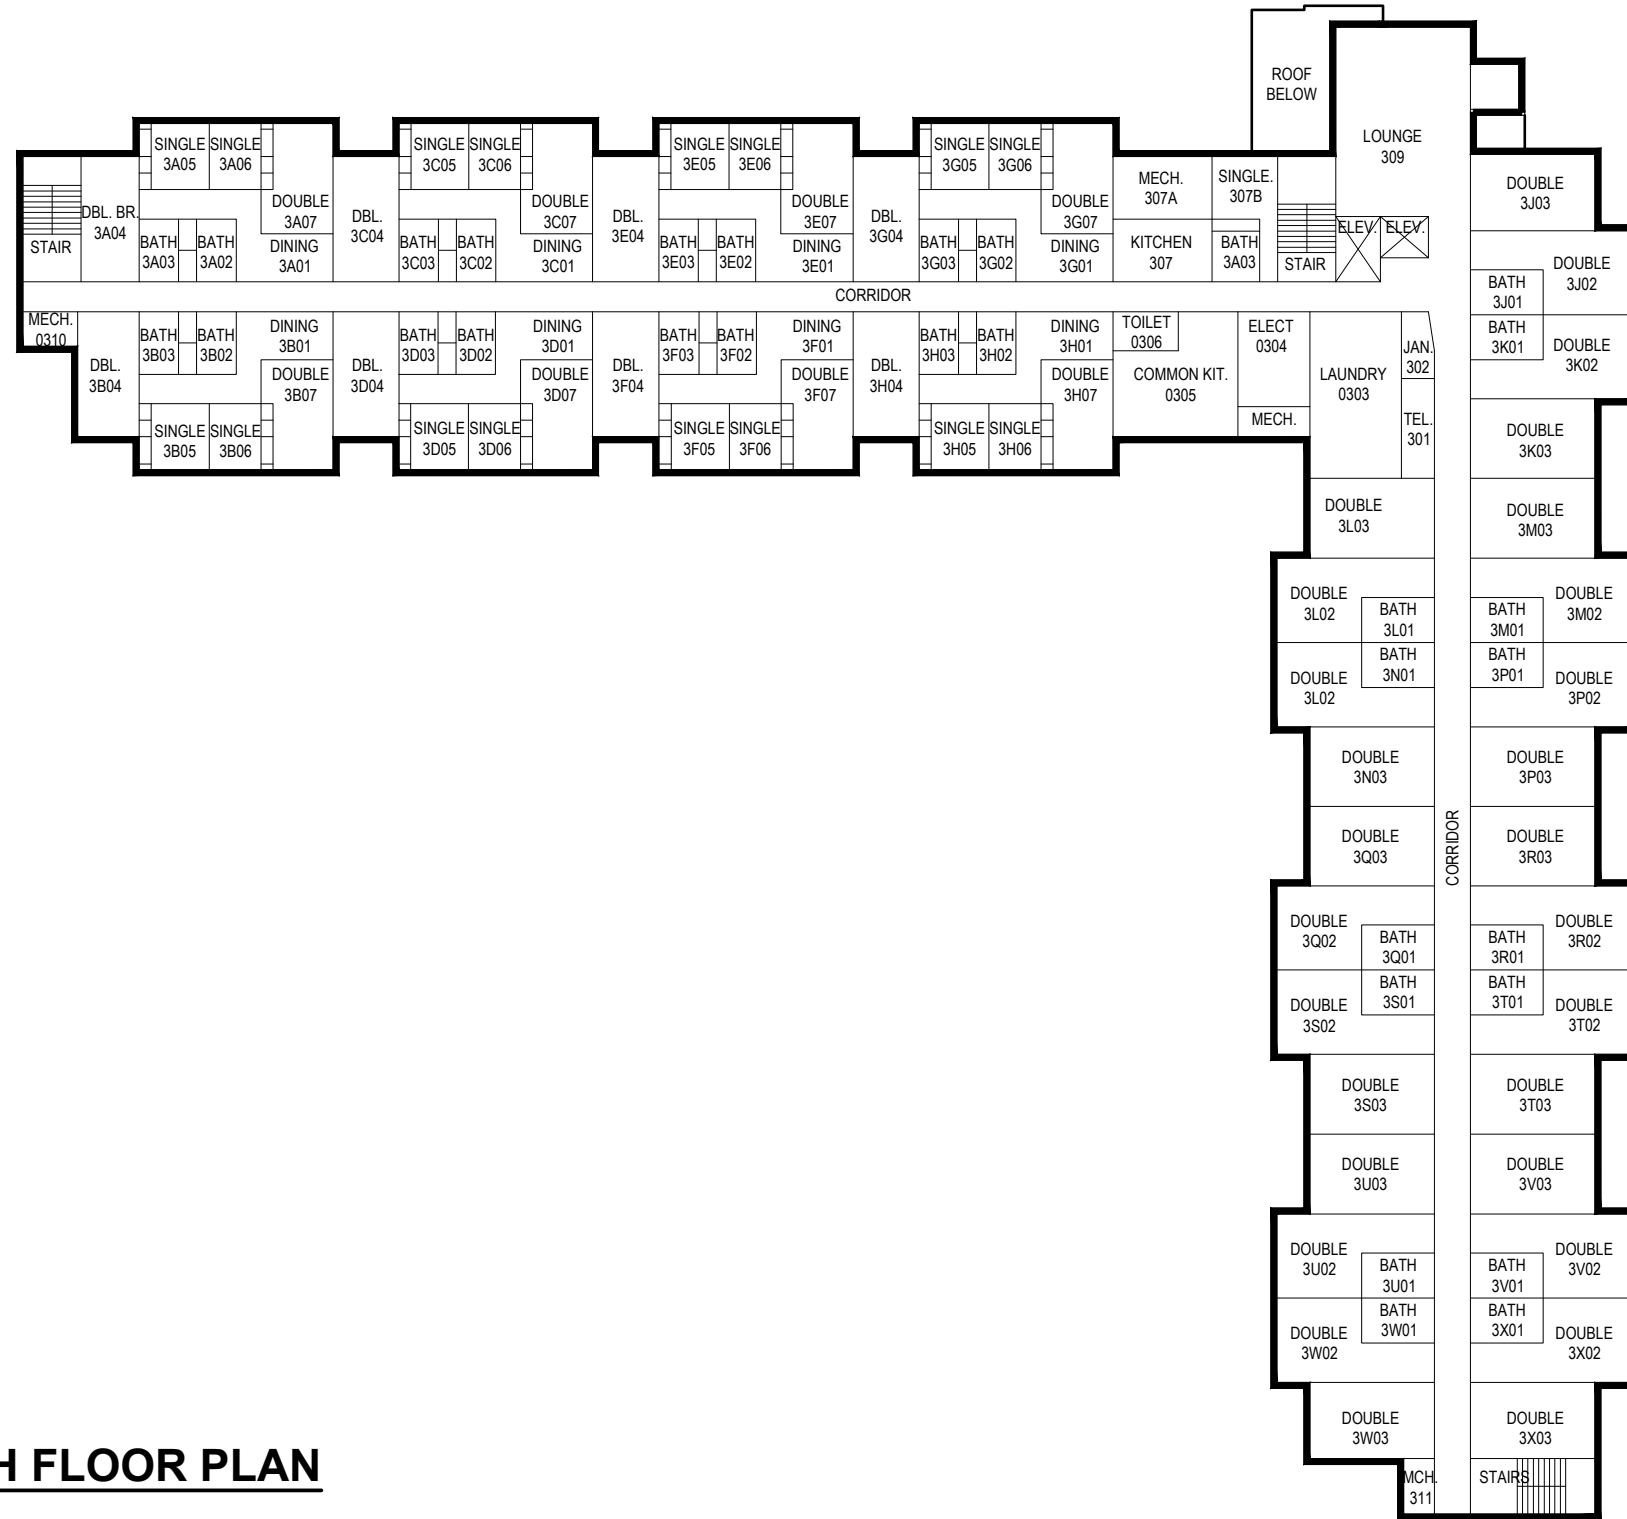 ROOF
BELOW
LOUNGE
309
SINGLE
3A05
SINGLE
3A06
SINGLE
3C05
SINGLE
3C06
SINGLE
3E05
SINGLE
3E06
SINGLE
3G05
SINGLE
3G06
MECH.
307A
SINGLE.
307B
DOUBLE
3J03
DBL. BR.
3A04
DOUBLE
3A07
DBL.
3C04
DOUBLE
3C07
DBL.
3E04
DOUBLE
3E07
DBL.
3G04
DOUBLE
3G07
ELEV.
ELEV.
STAIR
BATH
3A03
BATH
3A02
DINING
3A01
BATH
3C03
BATH
3C02
DINING
3C01
BATH
3E03
BATH
3E02
DINING
3E01
BATH
3G03
BATH
3G02
DINING
3G01
KITCHEN
307
BATH
3A03
STAIR
DOUBLE
3J02
BATH
3J01
CORRIDOR
MECH.
0310
BATH
3B03
BATH
3B02
DINING
3B01
BATH
3D03
BATH
3D02
DINING
3D01
BATH
3F03
BATH
3F02
DINING
3F01
BATH
3H03
BATH
3H02
DINING
3H01
TOILET
0306
ELECT
0304
JAN.
302
BATH
3K01
DOUBLE
3K02
DBL.
3B04
DOUBLE
3B07
DBL.
3D04
DOUBLE
3D07
DBL.
3F04
DOUBLE
3F07
DBL.
3H04
DOUBLE
3H07
COMMON KIT.
0305
LAUNDRY
0303
MECH.
TEL.
301
SINGLE
3B05
SINGLE
3B06
SINGLE
3D05
SINGLE
3D06
SINGLE
3F05
SINGLE
3F06
SINGLE
3H05
SINGLE
3H06
DOUBLE
3K03
DOUBLE
3L03
DOUBLE
3M03
DOUBLE
3L02
BATH
3L01
BATH
3M01
DOUBLE
3M02
DOUBLE
3L02
BATH
3N01
BATH
3P01
DOUBLE
3P02
DOUBLE
3N03
DOUBLE
3P03
DOUBLE
3Q03
CORRIDOR
DOUBLE
3R03
DOUBLE
3Q02
BATH
3Q01
BATH
3R01
DOUBLE
3R02
DOUBLE
3S02
BATH
3S01
BATH
3T01
DOUBLE
3T02
DOUBLE
3S03
DOUBLE
3T03
DOUBLE
3U03
DOUBLE
3V03
DOUBLE
3U02
BATH
3U01
BATH
3V01
DOUBLE
3V02
DOUBLE
3W02
BATH
3W01
BATH
3X01
DOUBLE
3X02
DOUBLE
3W03
DOUBLE
3X03
MCH.
311
STAIRS
H FLOOR PLAN